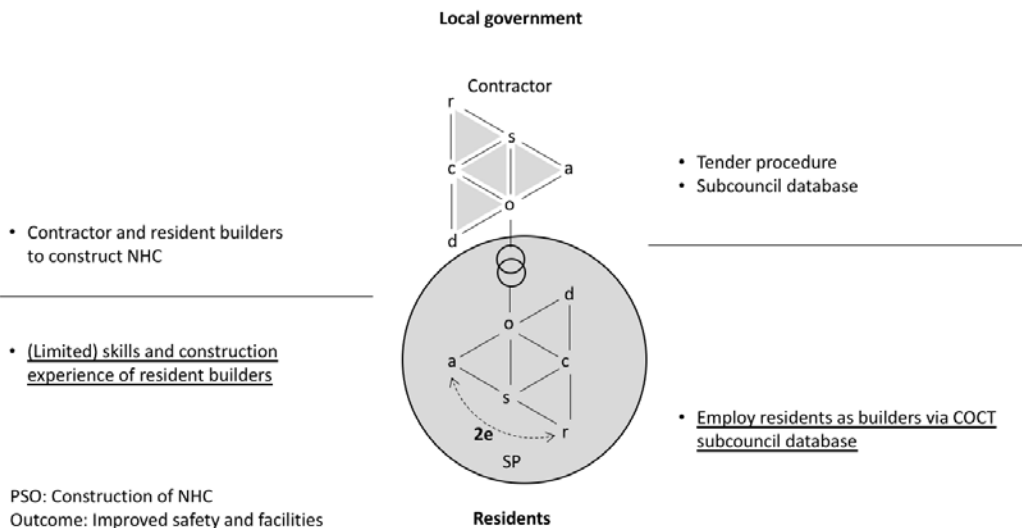 Local government
Contractor
r
s
c
a
o
d
• Tender procedure
• Subcouncil database
• Contractor and resident builders
to construct NHC
d
o
a
c
s
r
2e
SP
• (Limited) skills and construction
experience of resident builders
• Employ residents as builders via COCT
subcouncil database
PSO: Construction of NHC
Outcome: Improved safety and facilities
Residents